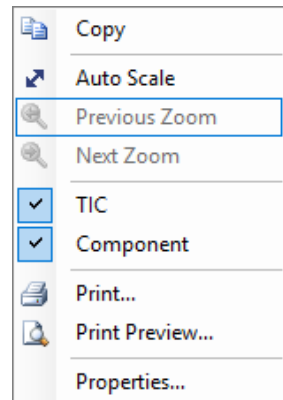 Copy
Auto Scale
Previous Zoom
Next Zoom
TIC
Component
Print...
Print Preview...
Properties...